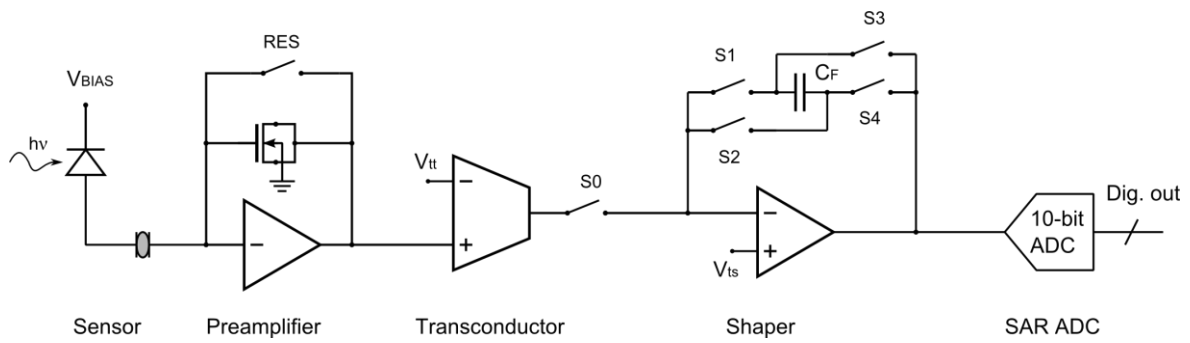 RES
S3
S1
VBIAS
CF
hν
S4
S2
Vtt
S0
Dig. out
10-bit
ADC
Vts
Sensor
Preamplifier
Transconductor
Shaper
SAR ADC